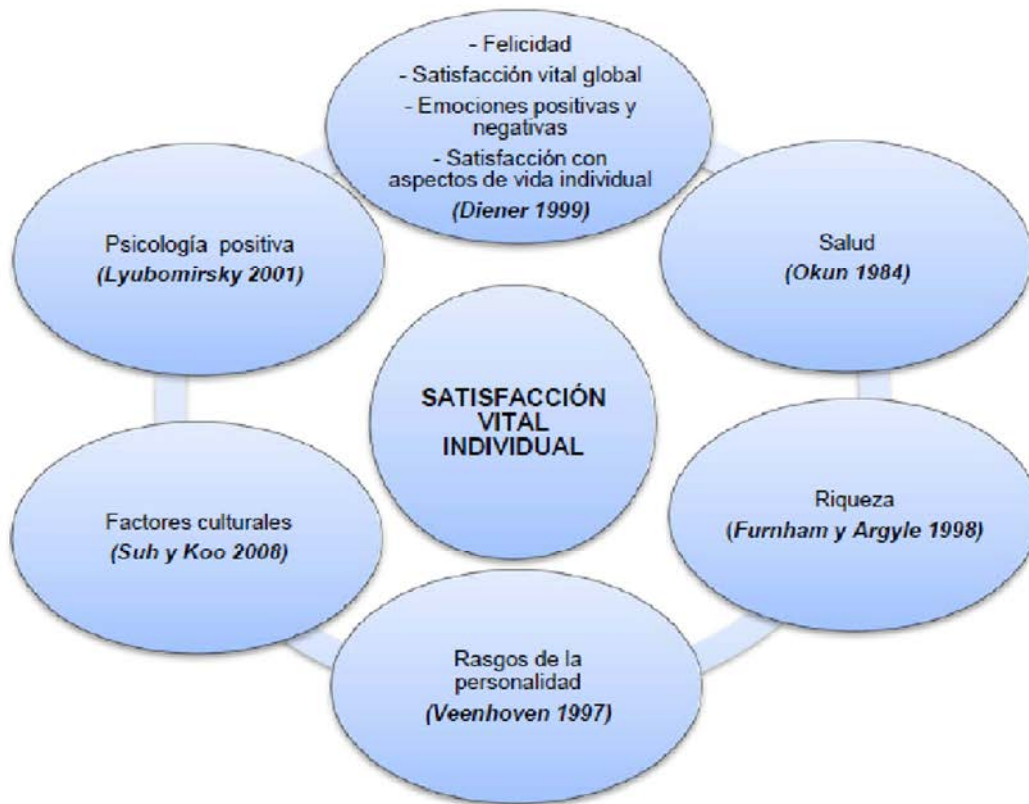 - Felicidad
- Satisfacción vital global
- Emociones positivas y
negativas
- Satisfacción con
aspectos de vida individual
(Diener 1999)
Psicología positiva
(Lyubomirsky 2001)
Salud
(Okun 1984)
SATISFACCIÓN
VITAL
INDIVIDUAL
Factores culturales
(Suh y Koo 2008)
Riqueza
(Furnham y Argyle 1998)
Rasgos de la
personalidad
(Veenhoven 1997)